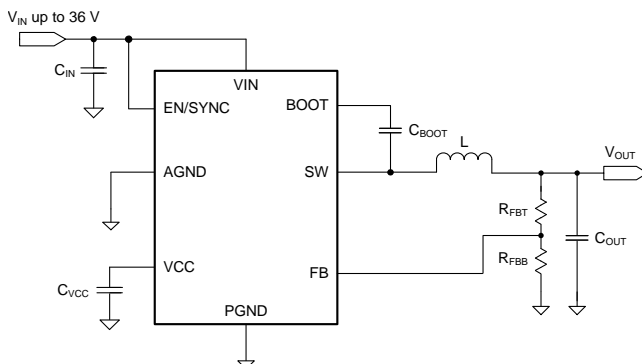 V_IN up to 36 V
C_IN
VIN
EN/SYNC
BOOT
C_BOOT
L
V_OUT
AGND
SW
R_FBT
C_OUT
R_FBB
VCC
FB
C_VCC
PGND